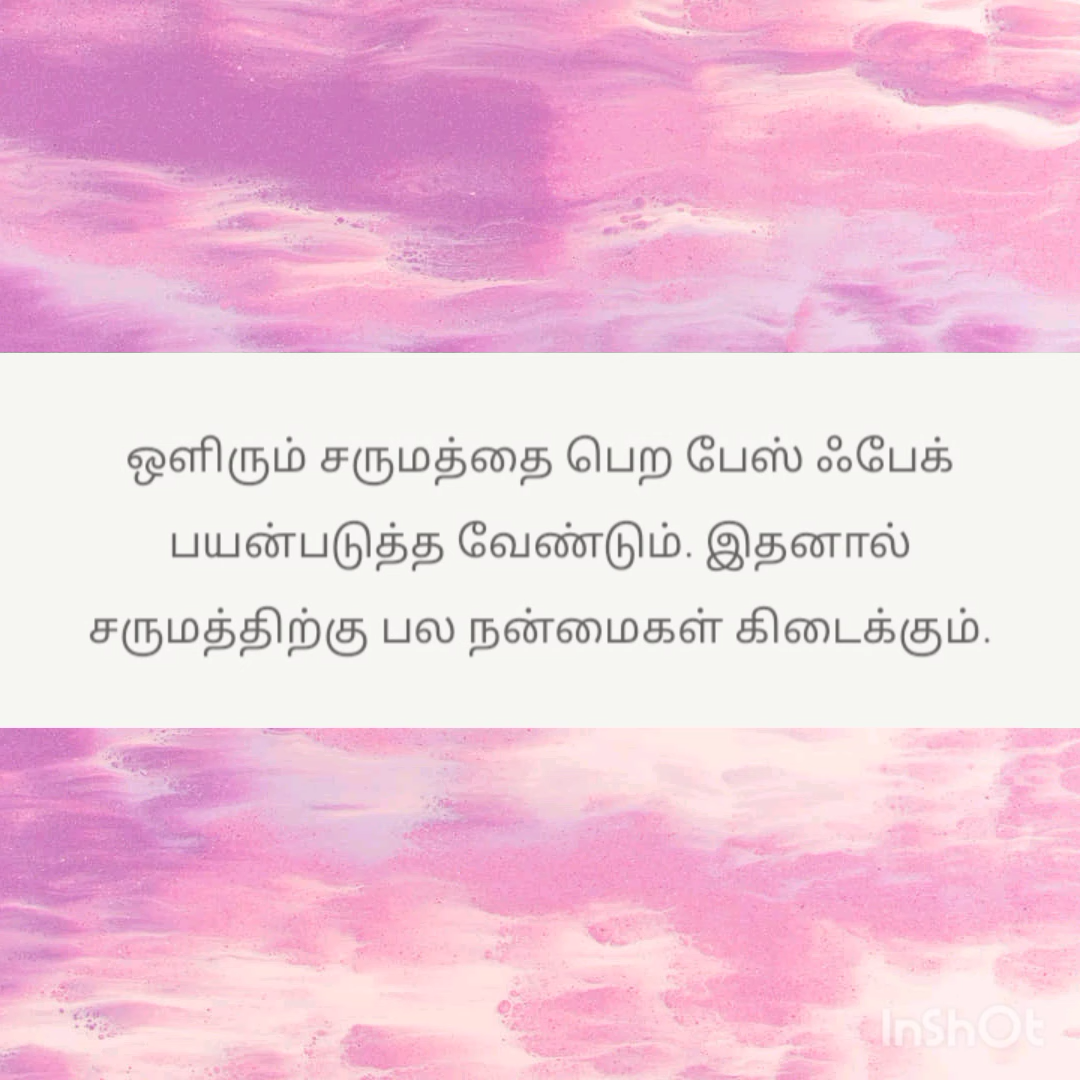 ஒளிரும் சருமத்தை பெற பேஸ் ஃபேக்
பயன்படுத்த வேண்டும். இதனால்
சருமத்திற்கு பல நன்மைகள் கிடைக்கும்.
InShOt